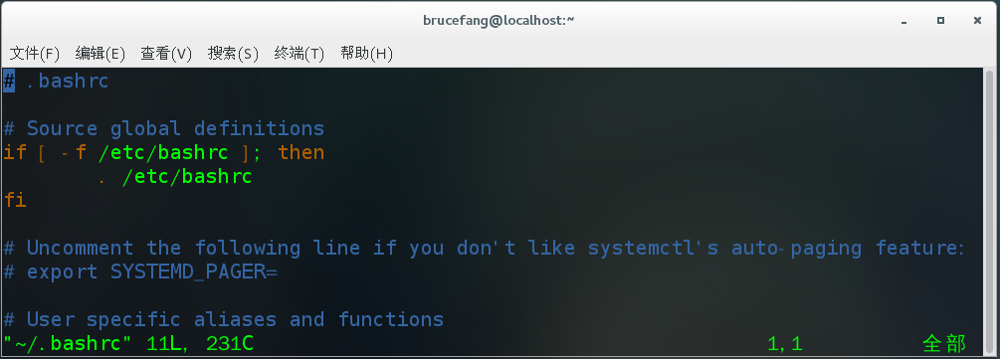 brucefang@localhost:~
文件(F) 编辑(E) 查看(V) 搜索(S) 终端(T) 帮助(H)
# .bashrc
# Source global definitions
if [ -f /etc/bashrc ]; then
        . /etc/bashrc
fi
# Uncomment the following line if you don't like systemctl's auto-paging feature:
# export SYSTEMD_PAGER=
# User specific aliases and functions
"~/.bashrc" 11L, 231C 1,1 全部